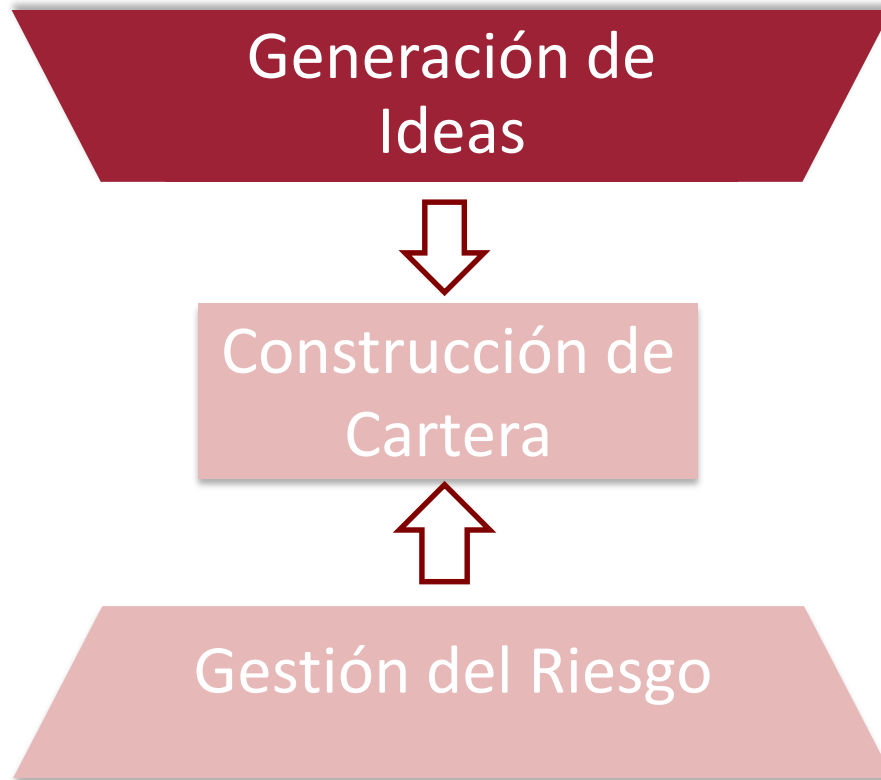 Generación de
Ideas
Construcción de
Cartera
Gestión del Riesgo